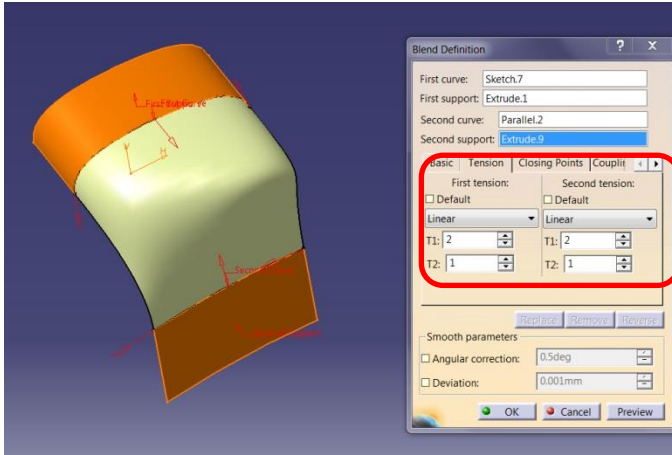 Blend Definition
? X
First curve: Sketch.7
First support: Extrude.1
Second curve: Parallel.2
Second support: Extrude.9
Basic Tension Closing Points Couplin
First tension: Second tension:
Default Default
Linear Linear
T1: 2 T1: 2
T2: 1 T2: 1
Replace Remove Reverse
Smooth parameters
Angular correction: 0.5deg
Deviation: 0.001mm
OK Cancel Preview
H